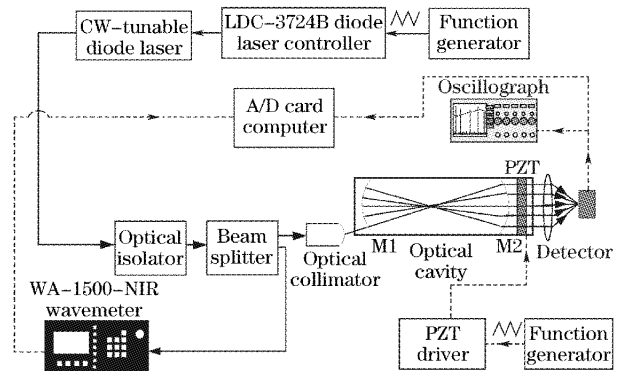 CW-tunable
diode laser
LDC-3724B diode
laser controller
Function
generator
A/D card
computer
Oscillograph
PZT
Optical
isolator
Beam
splitter
Optical
collimator
M1
Optical
cavity
M2
Detector
WA-1500-NIR
wavemeter
PZT
driver
Function
generator